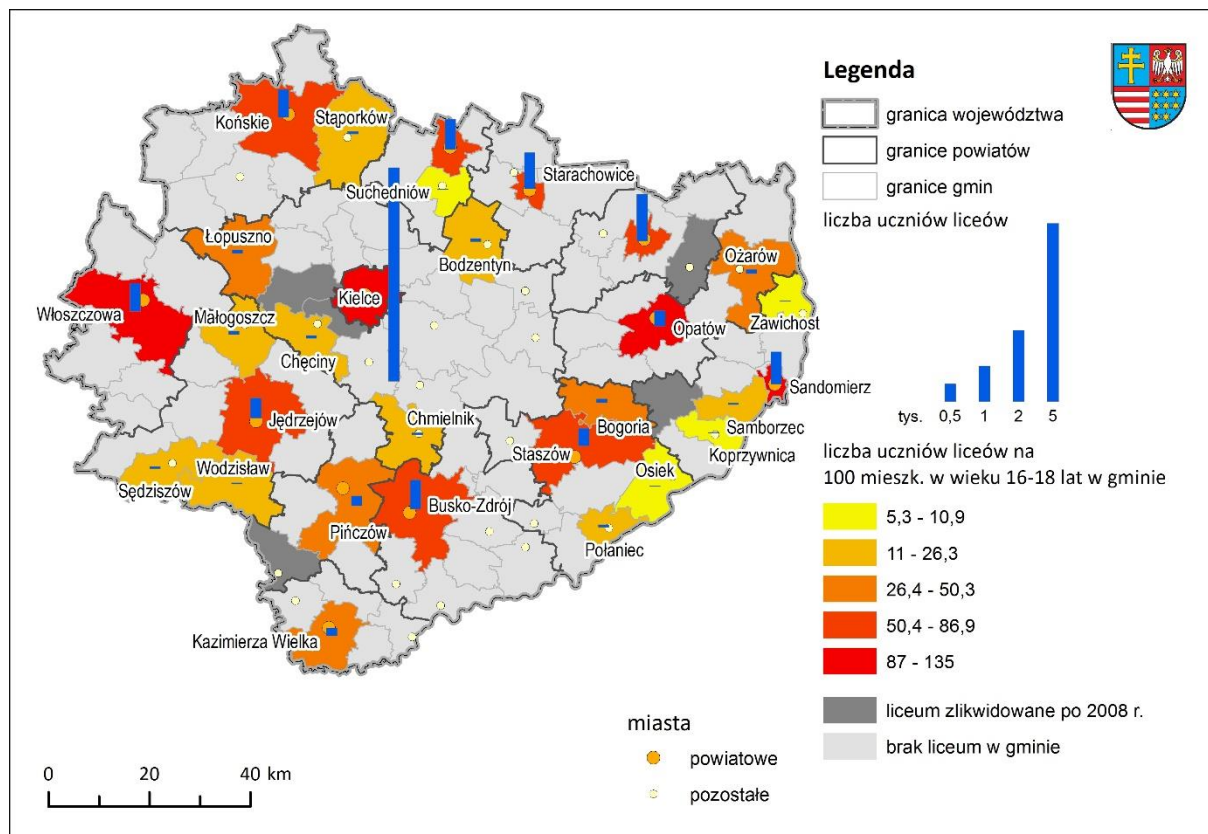 Końskie
Stąporków
Suchedniów
Starachowice
Łopuszno
Bodzentyn
Ożarów
Włoszczowa
Małogoszcz
Kielce
Zawichost
Opatów
Chęciny
Sandomierz
Jędrzejów
Chmielnik
Bogoria
Samborzec
Staszów
Koprzywnica
Wodzisław
Sędziszów
Osiek
Busko-Zdrój
Pińczów
Połaniec
Kazimierza Wielka
0 20 40 km
miasta
powiatowe
pozostałe
Legenda
granica województwa
granice powiatów
granice gmin
liczba uczniów liceów
tys. 0,5 1 2 5
liczba uczniów liceów na
100 mieszk. w wieku 16-18 lat w gminie
5,3 - 10,9
11 - 26,3
26,4 - 50,3
50,4 - 86,9
87 - 135
liceum zlikwidowane po 2008 r.
brak liceum w gminie